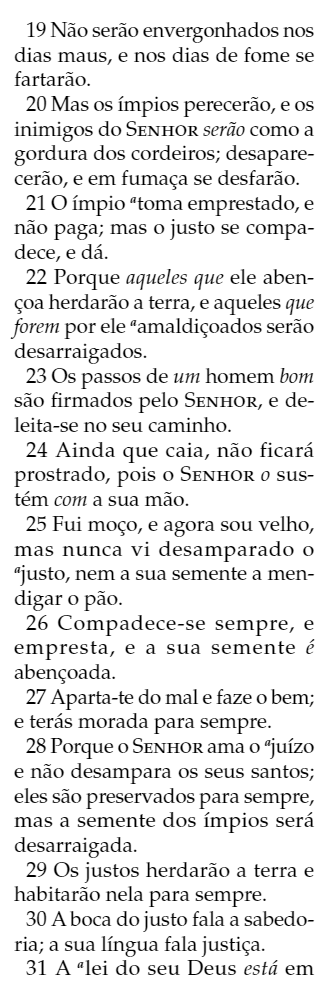 19 Não serão envergonhados nos
dias maus, e nos dias de fome se
fartarão.
20 Mas os ímpios perecerão, e os
inimigos do SENHOR serão como a
gordura dos cordeiros; desapare-
cerão, e em fumaça se desfarão.
21 O ímpio ªtoma emprestado, e
não paga; mas o justo se compa-
dece, e dá.
22 Porque aqueles que ele aben-
çoa herdarão a terra, e aqueles que
forem por ele ªamaldiçoados serão
desarraigados.
23 Os passos de um homem bom
são firmados pelo SENHOR, e de-
leita-se no seu caminho.
24 Ainda que caia, não ficará
prostrado, pois o SENHOR o sus-
tém com a sua mão.
25 Fui moço, e agora sou velho,
mas nunca vi desamparado o
ªjusto, nem a sua semente a men-
digar o pão.
26 Compadece-se sempre, e
empresta, e a sua semente é
abençoada.
27 Aparta-te do mal e faze o bem;
e terás morada para sempre.
28 Porque o SENHOR ama o ªjuízo
e não desampara os seus santos;
eles são preservados para sempre,
mas a semente dos ímpios será
desarraigada.
29 Os justos herdarão a terra e
habitarão nela para sempre.
30 A boca do justo fala a sabedo-
ria; a sua língua fala justiça.
31 A ªlei do seu Deus está em